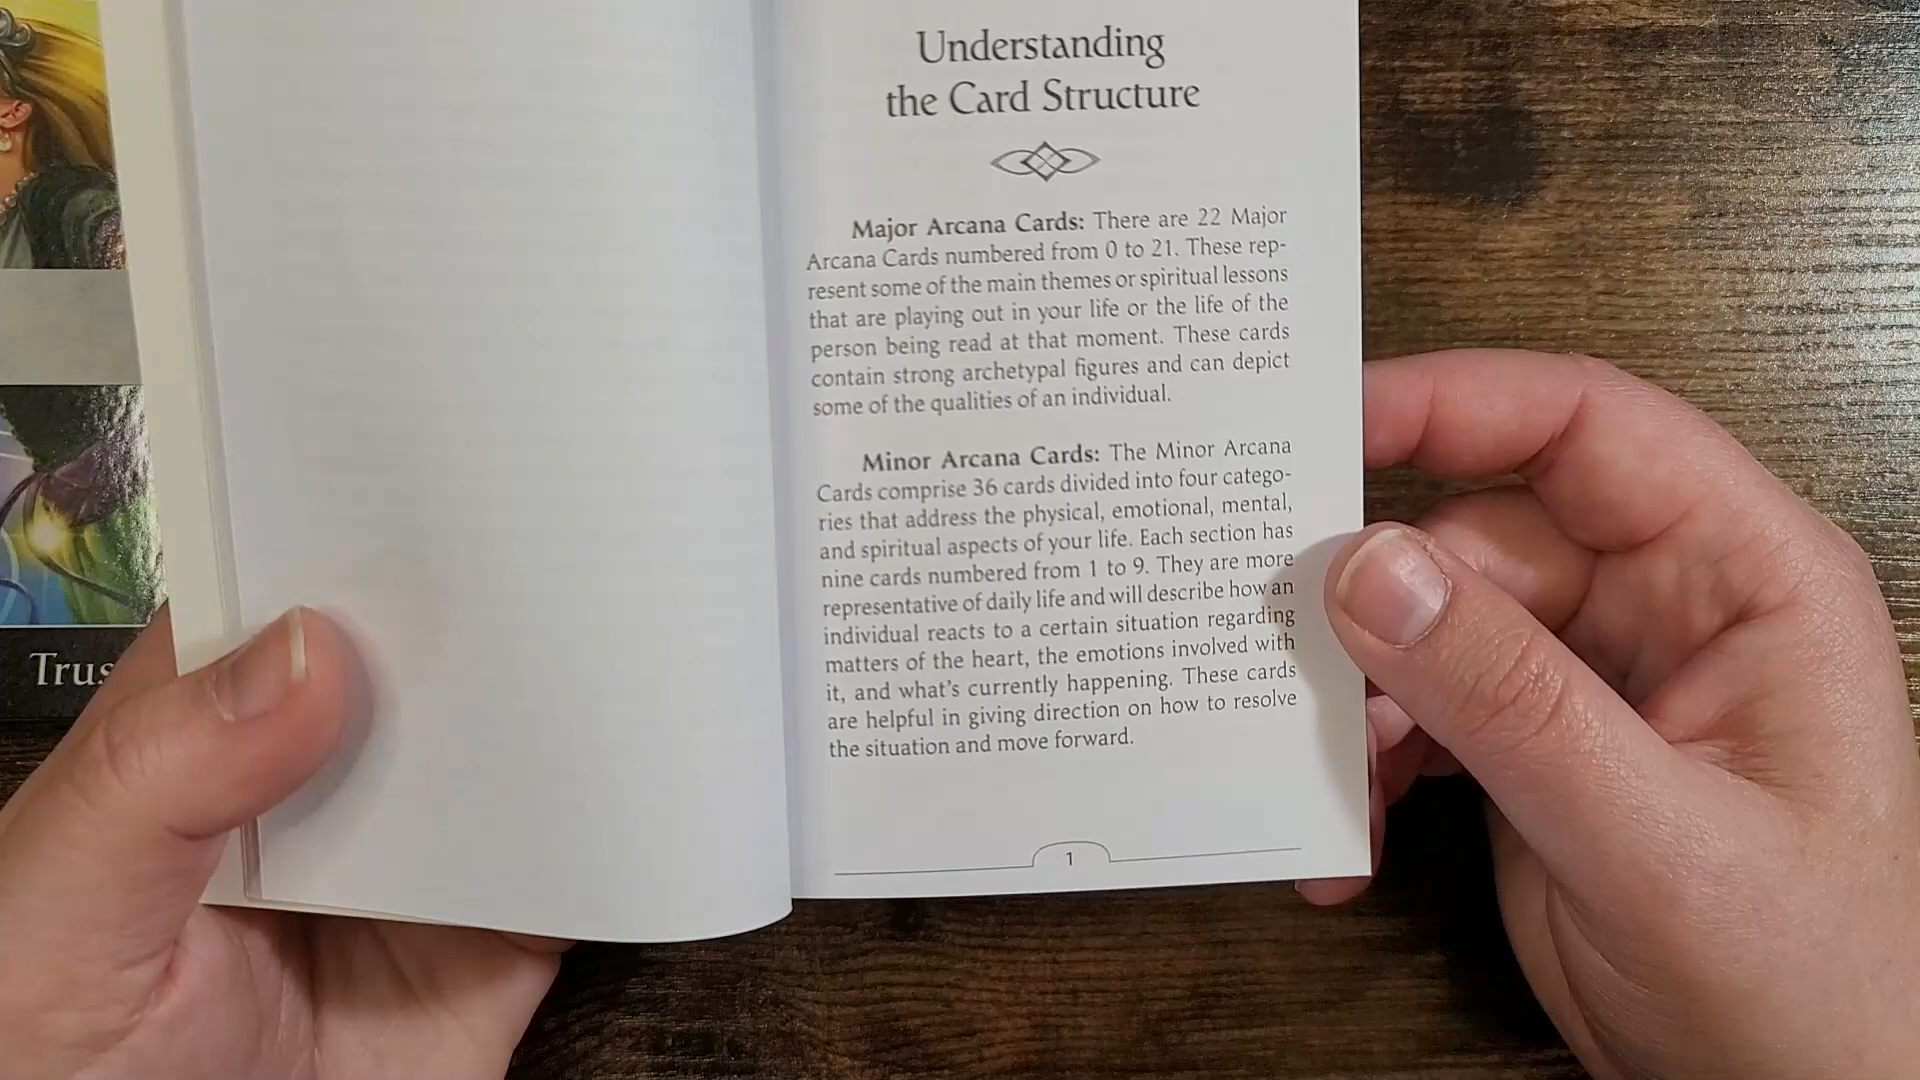 Understanding
the Card Structure
Major Arcana Cards: There are 22 Major
Arcana Cards numbered from 0 to 21. These rep-
resent some of the main themes or spiritual lessons
that are playing out in your life or the life of the
person being read at that moment. These cards
contain strong archetypal figures and can depict
some of the qualities of an individual.
Minor Arcana Cards: The Minor Arcana
Cards comprise 36 cards divided into four catego-
ries that address the physical, emotional, mental,
and spiritual aspects of your life. Each section has
nine cards numbered from 1 to 9. They are more
representative of daily life and will describe how an
individual reacts to a certain situation regarding
matters of the heart, the emotions involved with
it, and what's currently happening. These cards
are helpful in giving direction on how to resolve
the situation and move forward.
1